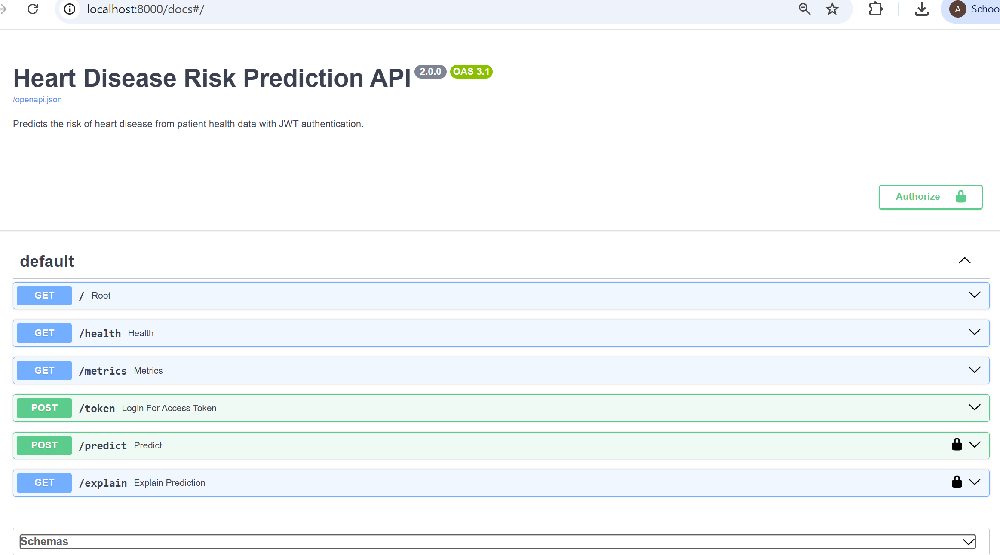 localhost:8000/docs#/
A Schoo
Heart Disease Risk Prediction API 2.0.0 OAS 3.1
/openapi.json
Predicts the risk of heart disease from patient health data with JWT authentication.
Authorize
default
GET / Root
GET /health Health
GET /metrics Metrics
POST /token Login For Access Token
POST /predict Predict
GET /explain Explain Prediction
Schemas